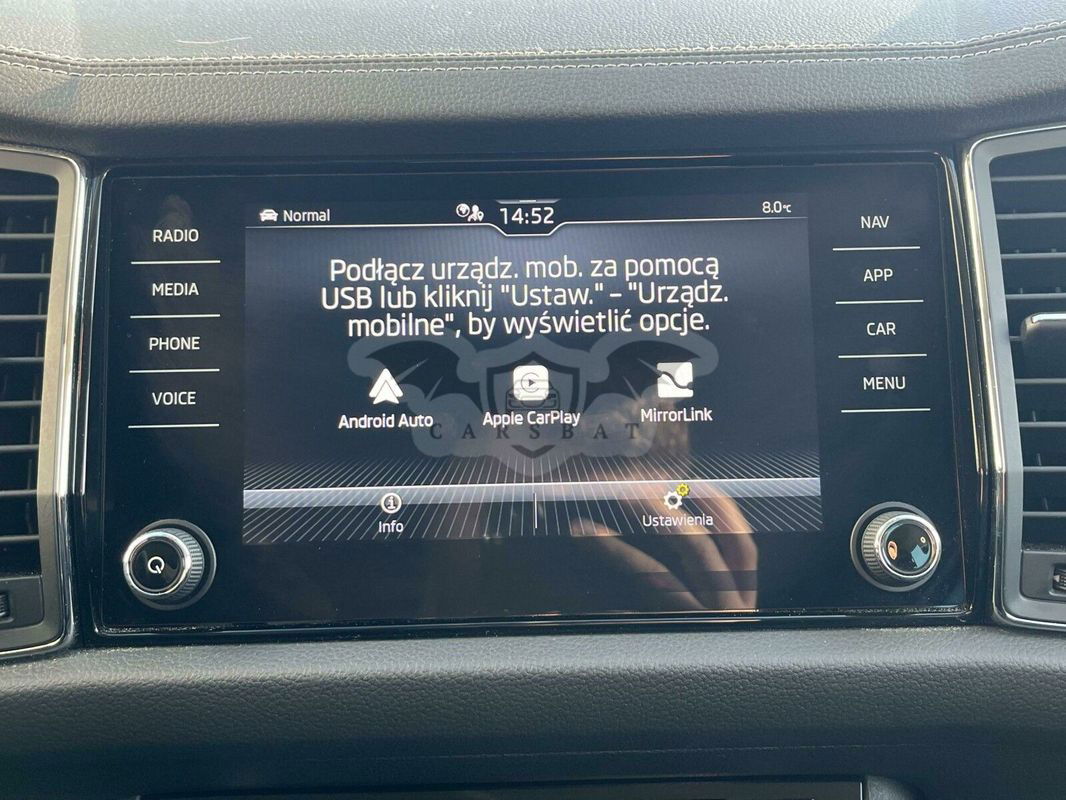 Normal
14:52
8.0°C
RADIO
MEDIA
PHONE
VOICE
NAV
APP
CAR
MENU
Podłącz urządz. mob. za pomocą
USB lub kliknij "Ustaw." – "Urządz.
mobilne", by wyświetlić opcje.
Android Auto
Apple CarPlay
MirrorLink
CARSBAT
Info
Ustawienia